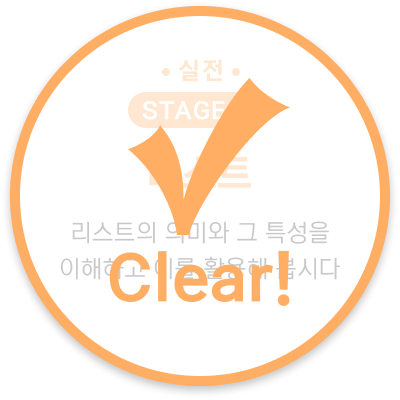 • 실전 •
STAGE
리스트
리스트의 의미와 그 특성을
이해하고 이를 활용해 봅시다
Clear!